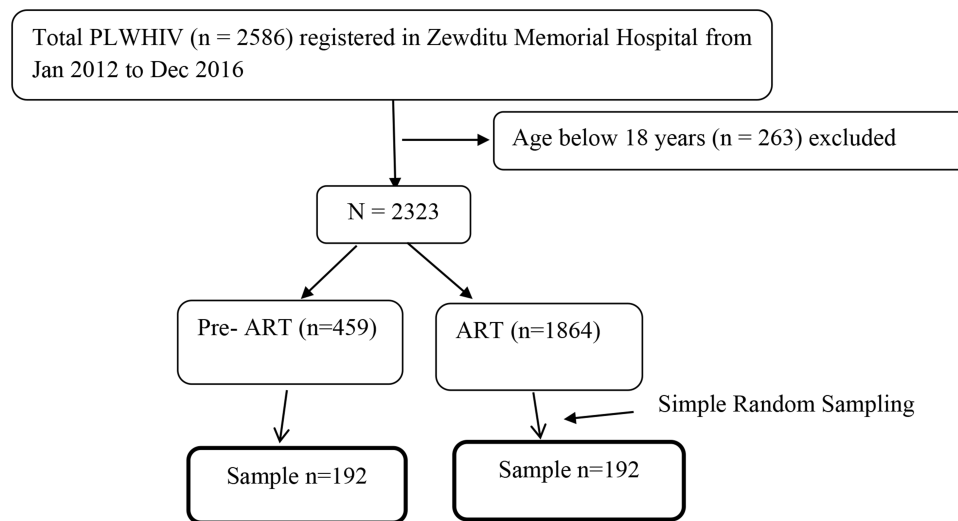 Total PLWHIV (n = 2586) registered in Zewditu Memorial Hospital from
Jan 2012 to Dec 2016
Age below 18 years (n = 263) excluded
N = 2323
Pre- ART (n=459)
ART (n=1864)
Simple Random Sampling
Sample n=192
Sample n=192